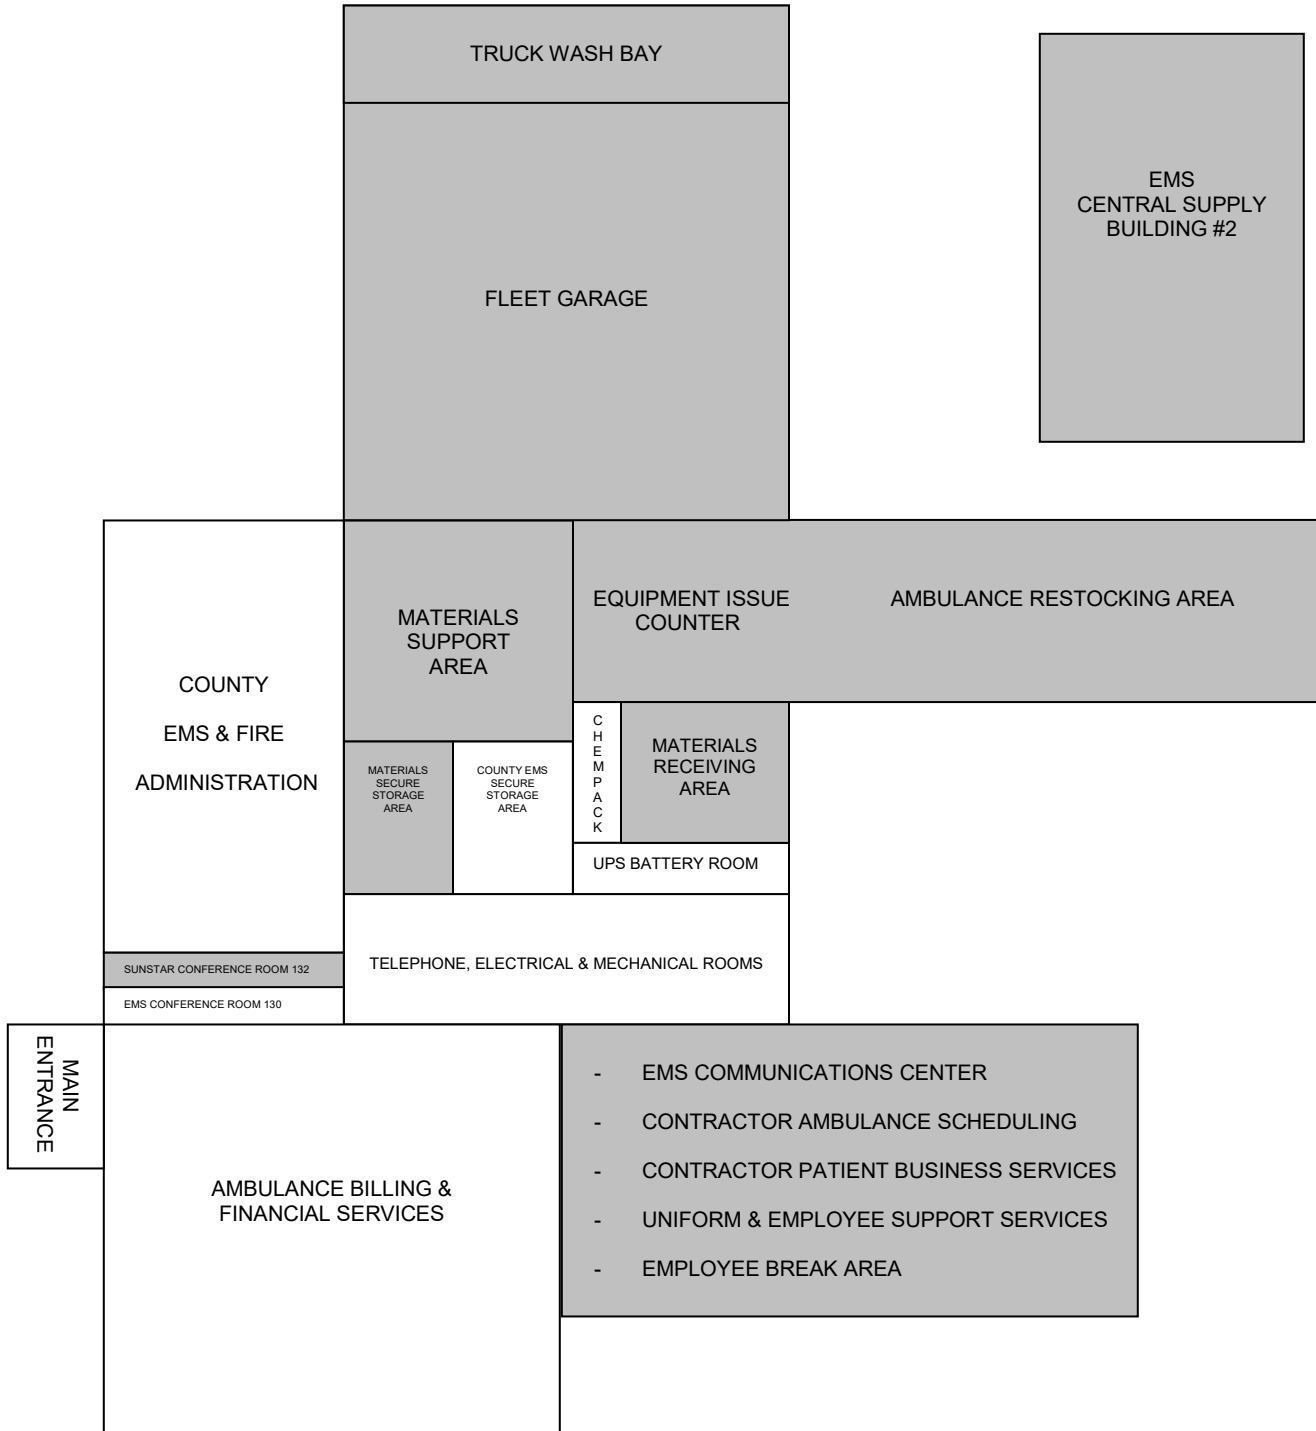 TRUCK WASH BAY
EMS
CENTRAL SUPPLY
BUILDING #2
FLEET GARAGE
MATERIALS
SUPPORT
AREA
EQUIPMENT ISSUE
COUNTER
AMBULANCE RESTOCKING AREA
COUNTY
EMS & FIRE
ADMINISTRATION
MATERIALS
SECURE
STORAGE
AREA
COUNTY EMS
SECURE
STORAGE
AREA
CHEMPACK
MATERIALS
RECEIVING
AREA
UPS BATTERY ROOM
SUNSTAR CONFERENCE ROOM 132
EMS CONFERENCE ROOM 130
TELEPHONE, ELECTRICAL & MECHANICAL ROOMS
MAIN
ENTRANCE
AMBULANCE BILLING &
FINANCIAL SERVICES
- EMS COMMUNICATIONS CENTER
- CONTRACTOR AMBULANCE SCHEDULING
- CONTRACTOR PATIENT BUSINESS SERVICES
- UNIFORM & EMPLOYEE SUPPORT SERVICES
- EMPLOYEE BREAK AREA